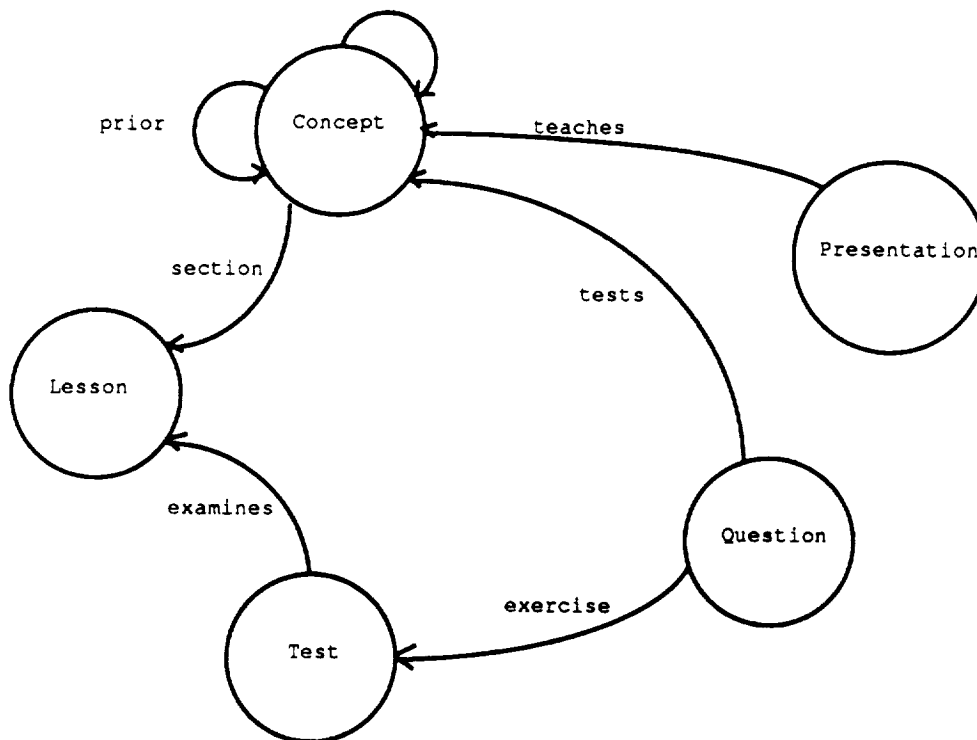 Concept
prior
teaches
Presentation
section
tests
Lesson
examines
Question
exercise
Test